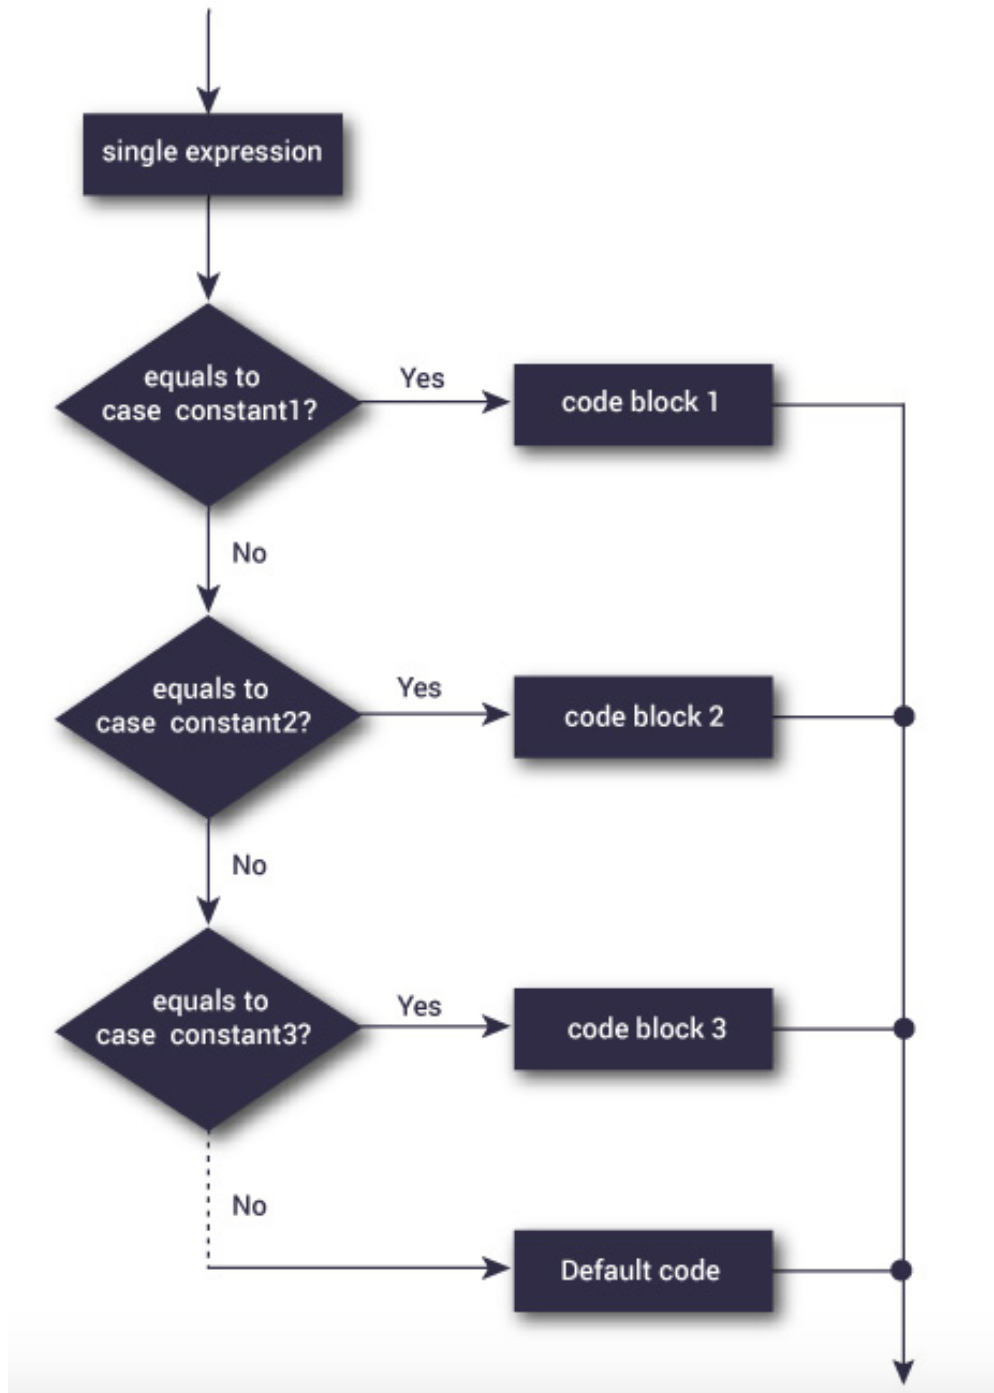 single expression
equals to
case constant1?
Yes
code block 1
No
equals to
case constant2?
Yes
code block 2
No
equals to
case constant3?
Yes
code block 3
No
Default code